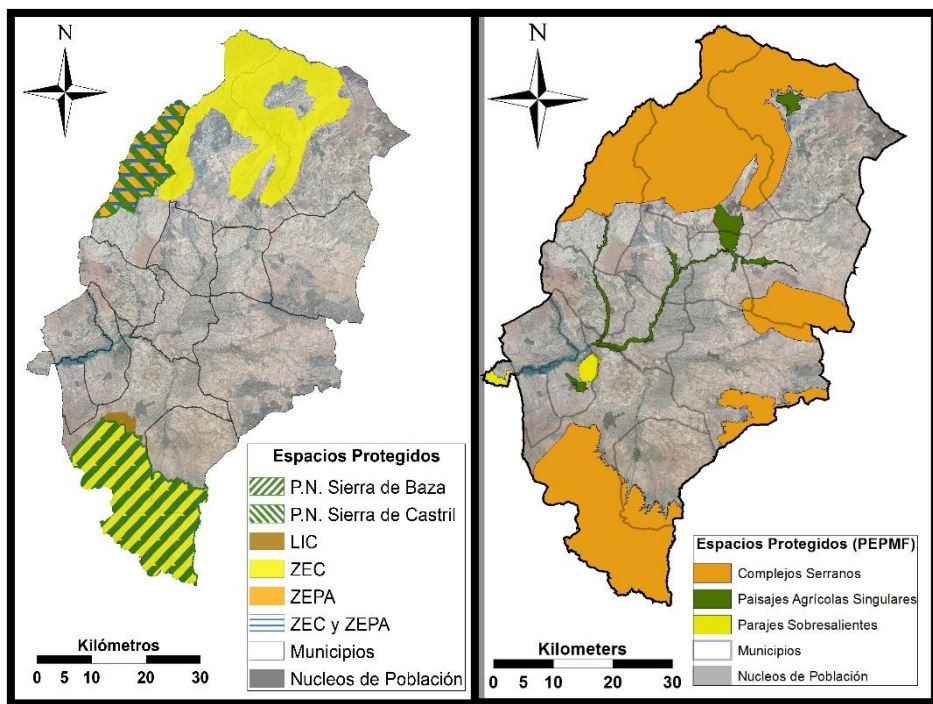 N
Espacios Protegidos
P.N. Sierra de Baza
P.N. Sierra de Castril
LIC
ZEC
ZEPA
ZEC y ZEPA
Municipios
Nucleos de Población
Kilómetros
0 5 10 20 30
N
Espacios Protegidos (PEPMF)
Complejos Serranos
Paisajes Agrícolas Singulares
Parajes Sobresalientes
Municipios
Nucleos de Población
Kilometers
0 5 10 20 30